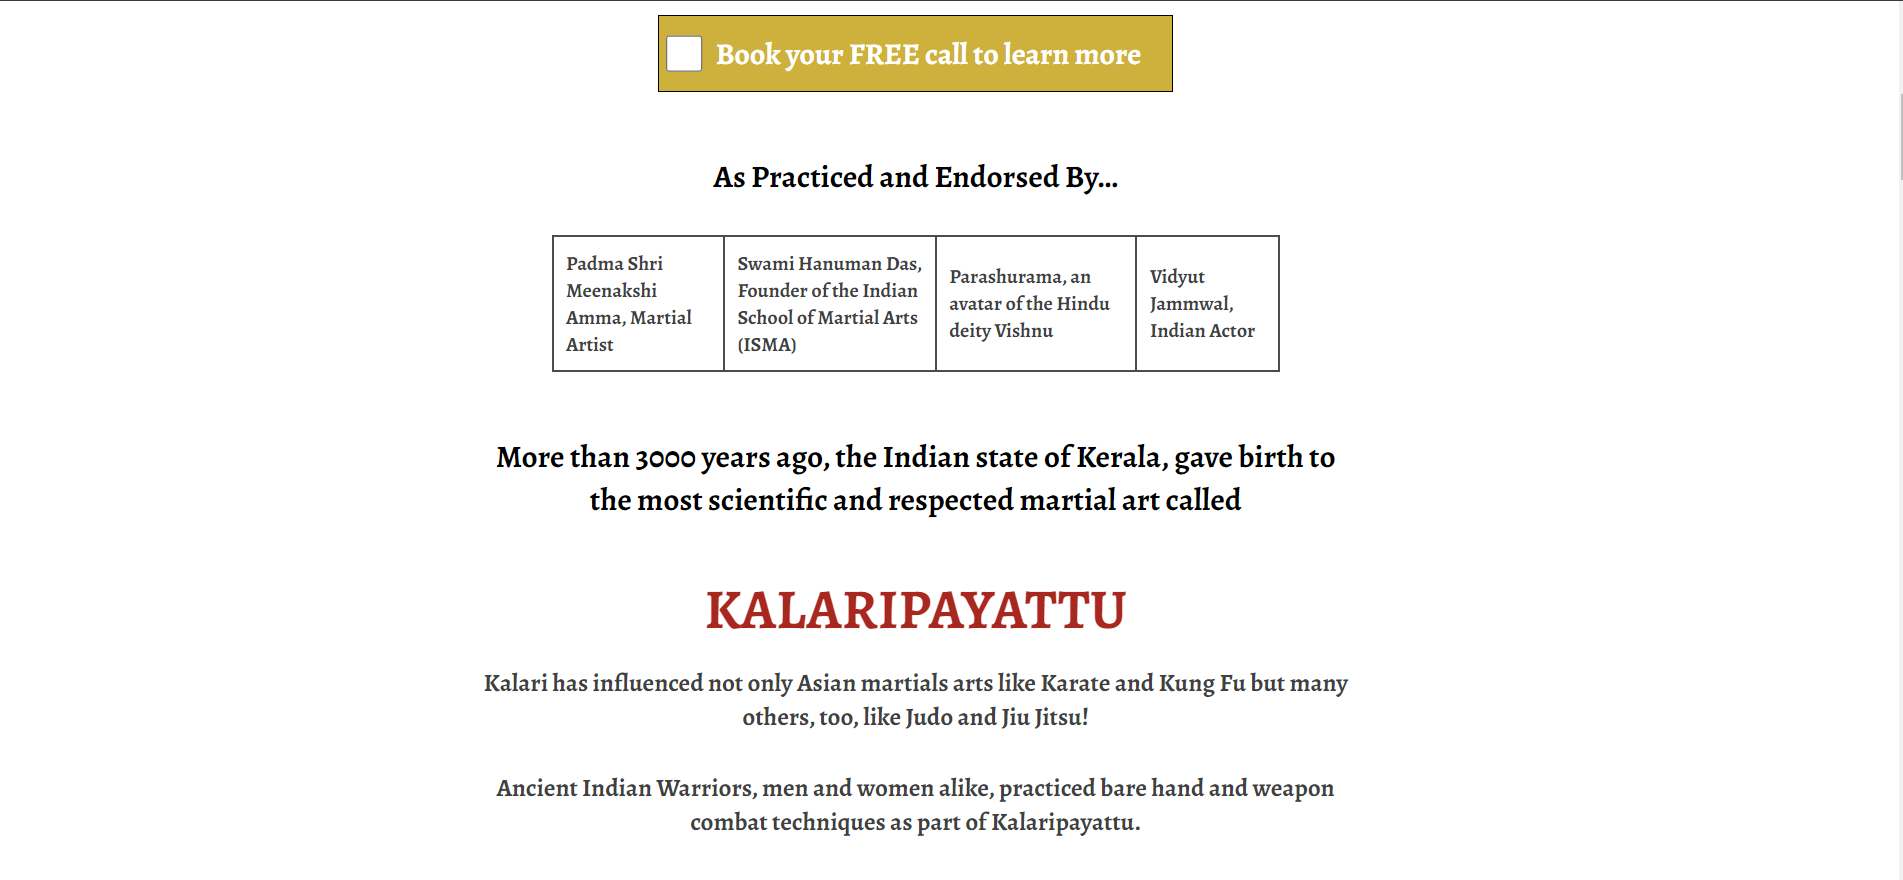 Book your FREE call to learn more
As Practiced and Endorsed By...
Padma Shri
Meenakshi
Amma, Martial
Artist
Swami Hanuman Das,
Founder of the Indian
School of Martial Arts
(ISMA)
Parashurama, an
avatar of the Hindu
deity Vishnu
Vidyut
Jammwal,
Indian Actor
More than 3000 years ago, the Indian state of Kerala, gave birth to
the most scientific and respected martial art called
KALARIPAYATTU
Kalari has influenced not only Asian martials arts like Karate and Kung Fu but many
others, too, like Judo and Jiu Jitsu!
Ancient Indian Warriors, men and women alike, practiced bare hand and weapon
combat techniques as part of Kalaripayattu.